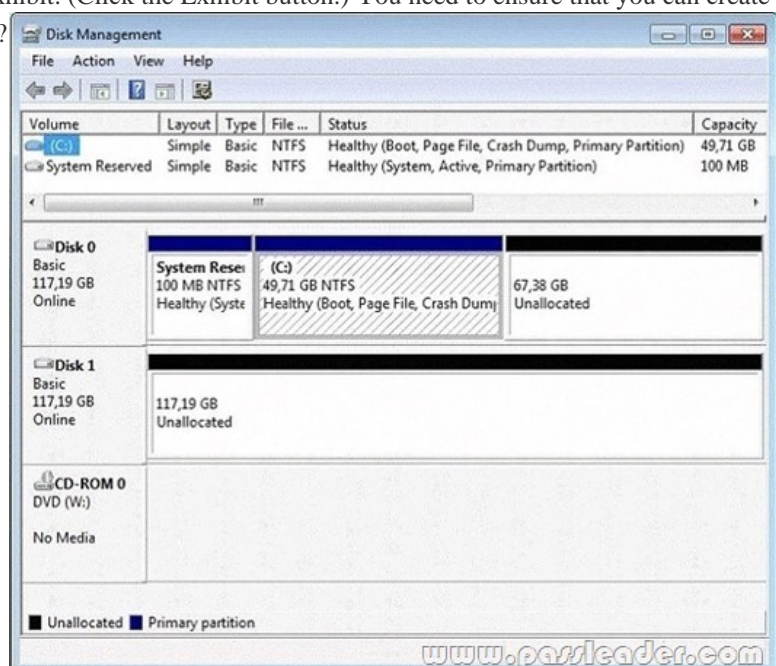 xhibit. (Click the Exhibit button.) You need to ensure that you can create
?
Disk Management
File Action View Help
Volume Layout Type File ... Status Capacity
(C:) Simple Basic NTFS Healthy (Boot, Page File, Crash Dump, Primary Partition) 49,71 GB
System Reserved Simple Basic NTFS Healthy (System, Active, Primary Partition) 100 MB
Disk 0
Basic
117,19 GB
Online
System Reser
100 MB NTFS
Healthy (Syste
(C:)
49,71 GB NTFS
Healthy (Boot, Page File, Crash Dump
67,38 GB
Unallocated
Disk 1
Basic
117,19 GB
Online
117,19 GB
Unallocated
CD-ROM 0
DVD (W:)
No Media
Unallocated Primary partition
www.passleader.com